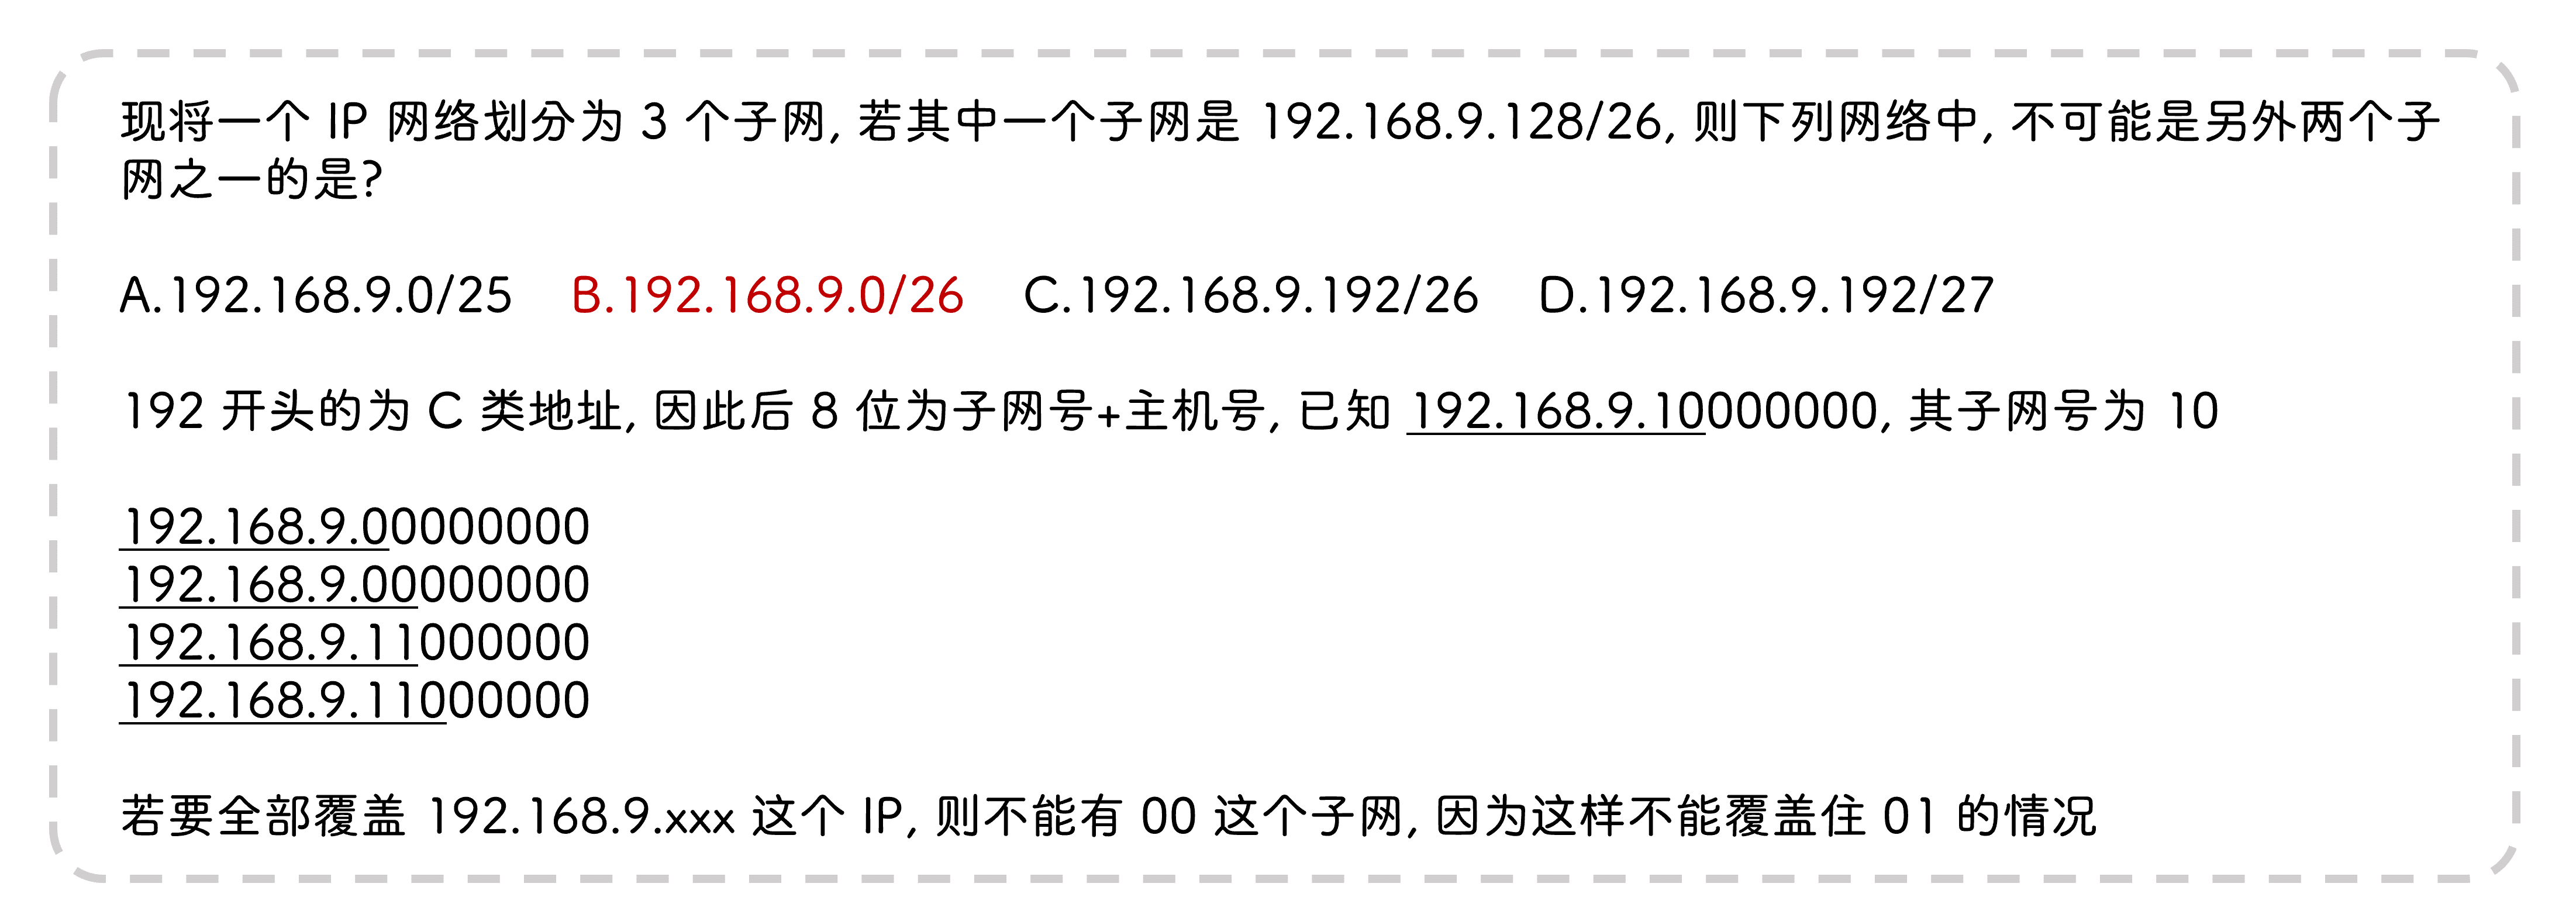 现将一个 IP 网络划分为 3 个子网, 若其中一个子网是 192.168.9.128/26, 则下列网络中, 不可能是另外两个子
网之一的是?
A.192.168.9.0/25 B.192.168.9.0/26 C.192.168.9.192/26 D.192.168.9.192/27
192 开头的为 C 类地址, 因此后 8 位为子网号+主机号, 已知 192.168.9.10000000, 其子网号为 10
192.168.9.00000000
192.168.9.00000000
192.168.9.11000000
192.168.9.11000000
若要全部覆盖 192.168.9.xxx 这个 IP, 则不能有 00 这个子网, 因为这样不能覆盖住 01 的情况